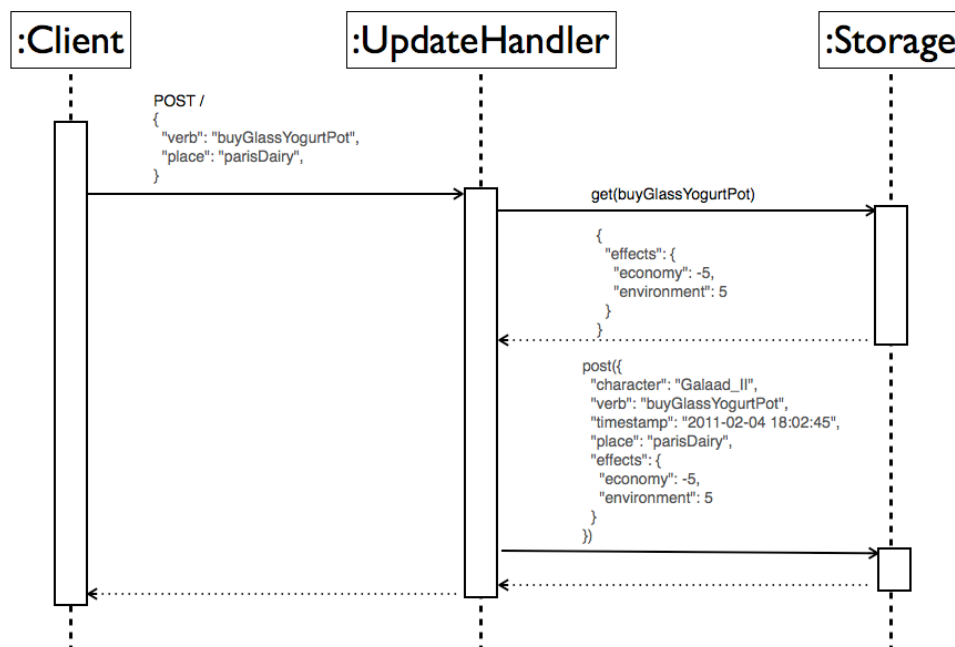 :Client
:UpdateHandler
:Storage
POST /
{
"verb": "buyGlassYogurtPot",
"place": "parisDairy",
}
get(buyGlassYogurtPot)
{
"effects": {
"economy": -5,
"environment": 5
}
}
post({
"character": "Galaad_II",
"verb": "buyGlassYogurtPot",
"timestamp": "2011-02-04 18:02:45",
"place": "parisDairy",
"effects": {
"economy": -5,
"environment": 5
}
})